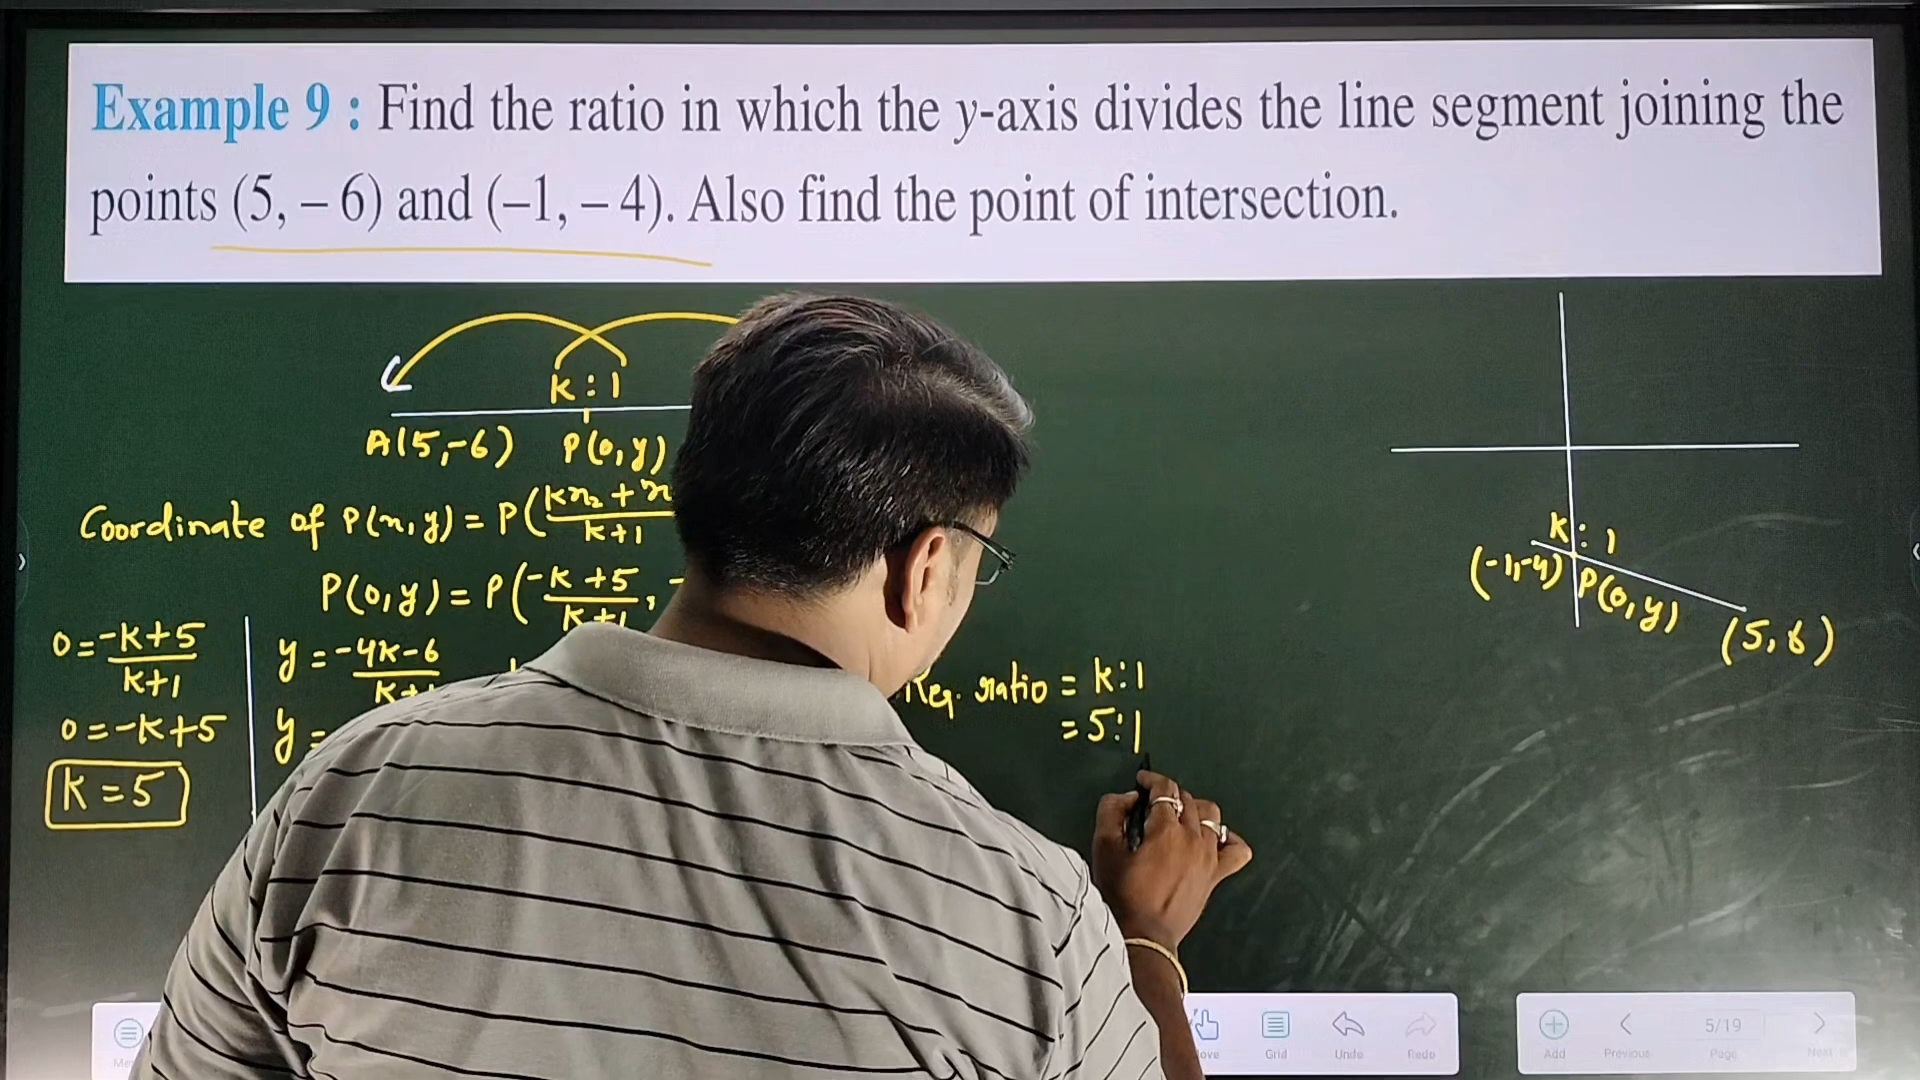 Example 9 : Find the ratio in which the y-axis divides the line segment joining the
points (5, – 6) and (–1, – 4). Also find the point of intersection.
k : 1
A(5,-6) P(0,y)
Coordinate of P(x,y) = P(kx₂ + x
k+1
P(0,y) = P(-k +5,
k+1
0 = -k+5
k+1
0 = -k+5
k = 5
y = -4k-6
y =
Req. ratio = k:1
= 5:1
k : 1
(-1,-4) P(0,y)
(5,6)
Grid Undo Redo
Add Previous 5/19 Page Next